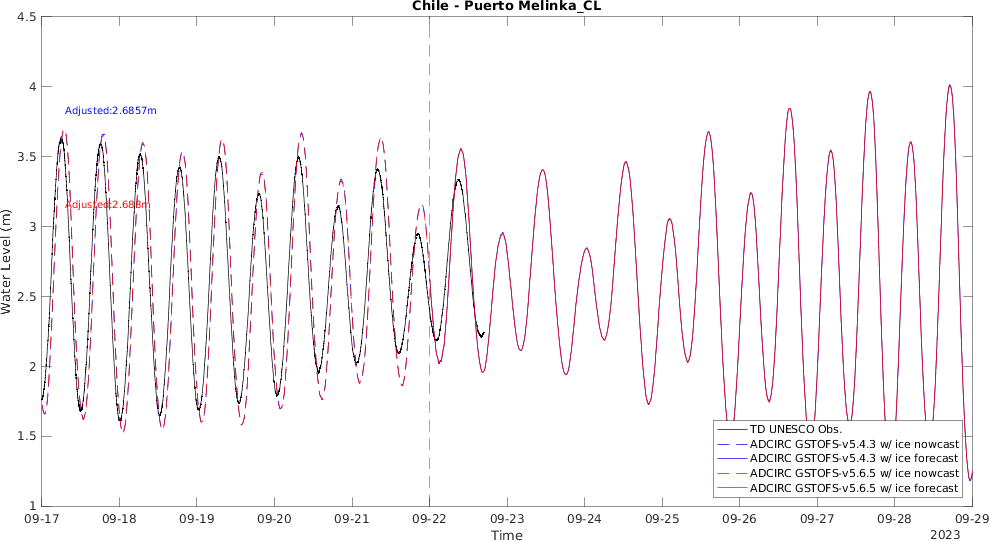 Chile - Puerto Melinka_CL
4.5
4
3.5
3
2.5
2
1.5
1
Water Level (m)
Adjusted:2.6857m
Adjusted:2.688m
TD UNESCO Obs.
ADCIRC GSTOFS-v5.4.3 w/ ice nowcast
ADCIRC GSTOFS-v5.4.3 w/ ice forecast
ADCIRC GSTOFS-v5.6.5 w/ ice nowcast
ADCIRC GSTOFS-v5.6.5 w/ ice forecast
09-17 09-18 09-19 09-20 09-21 09-22 09-23 09-24 09-25 09-26 09-27 09-28 09-29
Time
2023